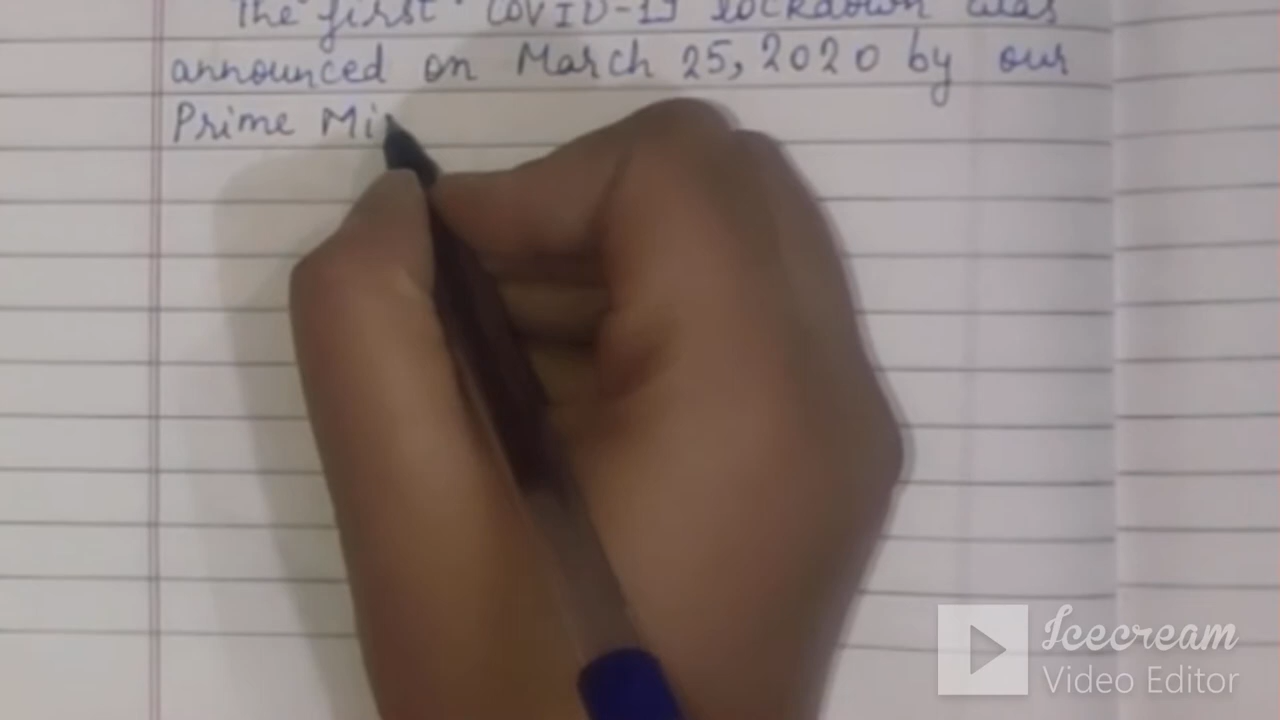 The first COVID-19 lockdown was
announced on March 25, 2020 by our
Prime Mi
Icecream
Video Editor